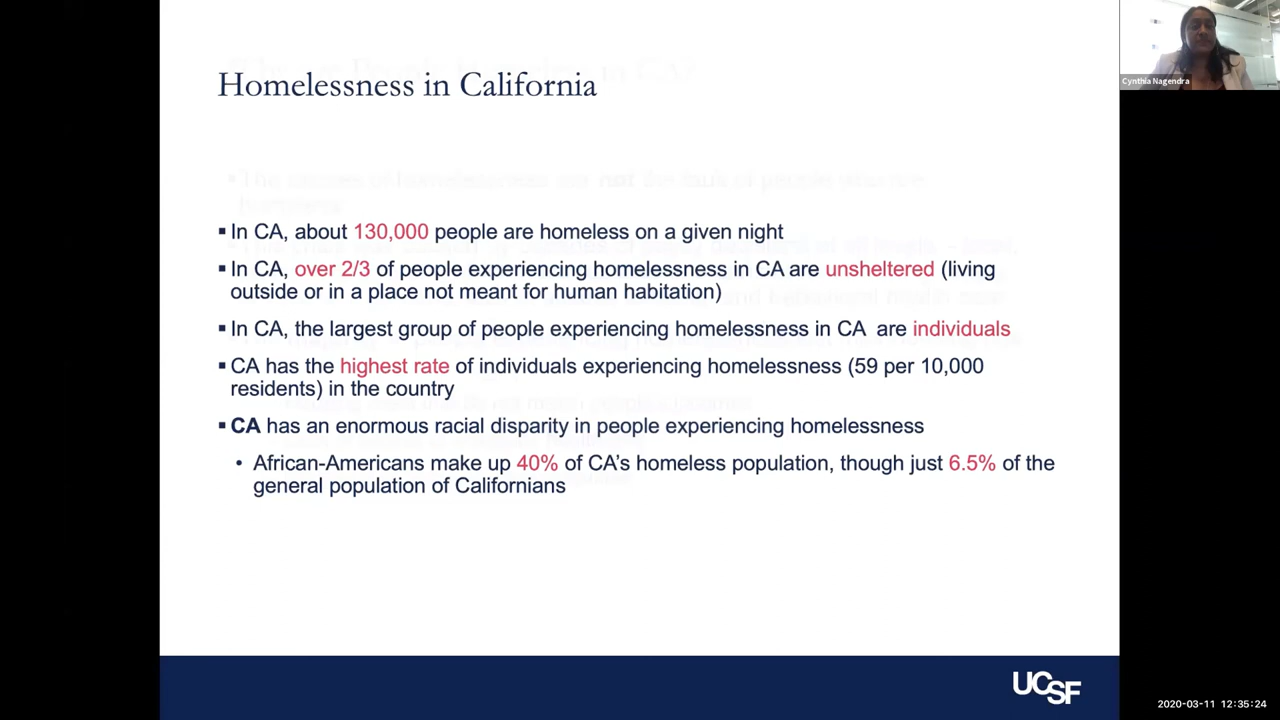 Cynthia Nagendra
Homelessness in California
▪ In CA, about 130,000 people are homeless on a given night
▪ In CA, over 2/3 of people experiencing homelessness in CA are unsheltered (living
outside or in a place not meant for human habitation)
▪ In CA, the largest group of people experiencing homelessness in CA are individuals
▪ CA has the highest rate of individuals experiencing homelessness (59 per 10,000
residents) in the country
▪ CA has an enormous racial disparity in people experiencing homelessness
• African-Americans make up 40% of CA's homeless population, though just 6.5% of the
general population of Californians
UCSF
2020-03-11 12:35:24